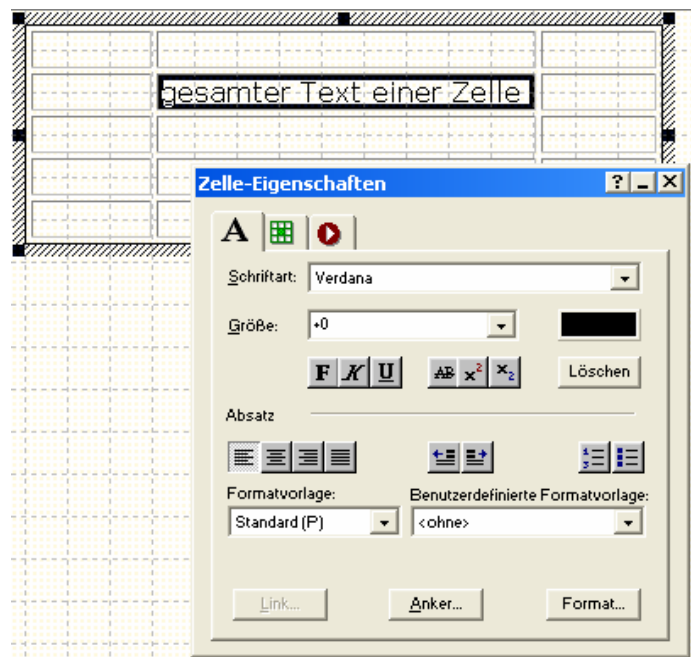 gesamter Text einer Zelle
Zelle-Eigenschaften
A
Schriftart: Verdana
Größe: +0
F K U AB x² x₂ Löschen
Absatz
Formatvorlage: Benutzerdefinierte Formatvorlage:
Standard (P) <ohne>
Link... Anker... Format...